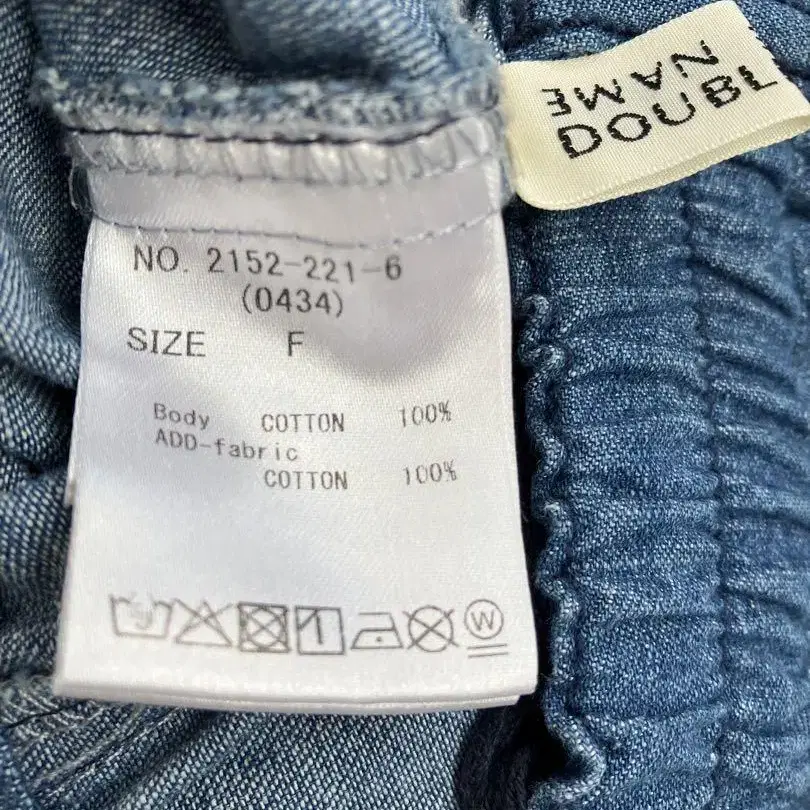 DOUBL
NAME
NO. 2152-221-6
(0434)
SIZE F
Body COTTON 100%
ADD-fabric
COTTON 100%
W